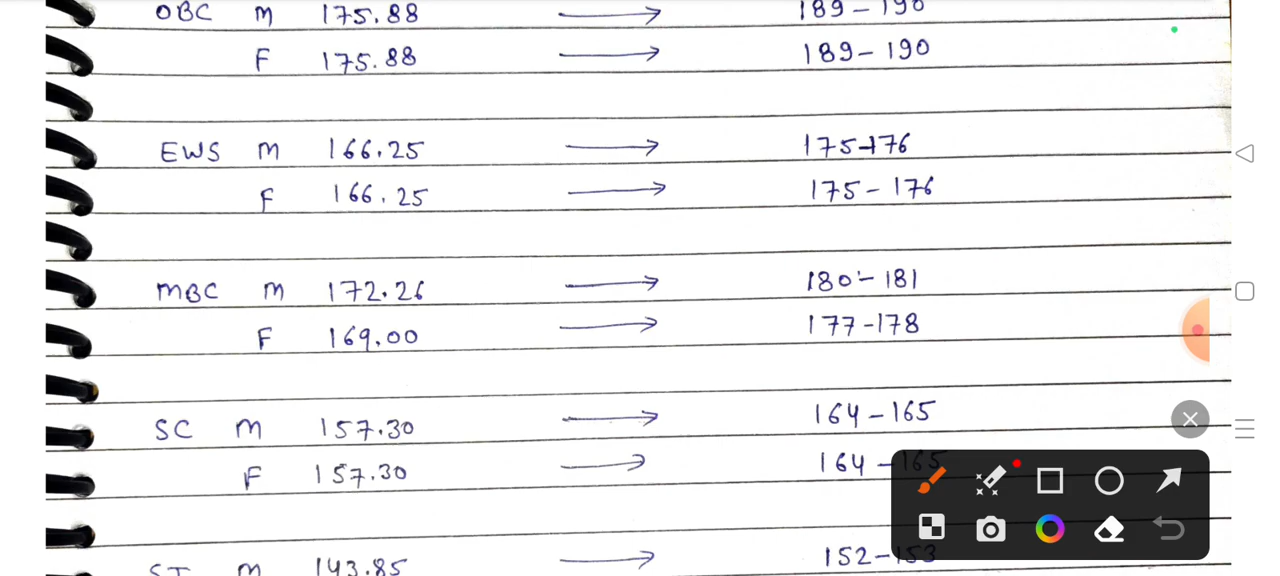 OBC M 175.88 → 189-190
F 175.88 → 189-190
EWS M 166.25 → 175-176
F 166.25 → 175-176
MBC M 172.26 → 180-181
F 169.00 → 177-178
SC M 157.30 → 164-165
F 157.30 → 164-165
ST M 143.85 → 152-153